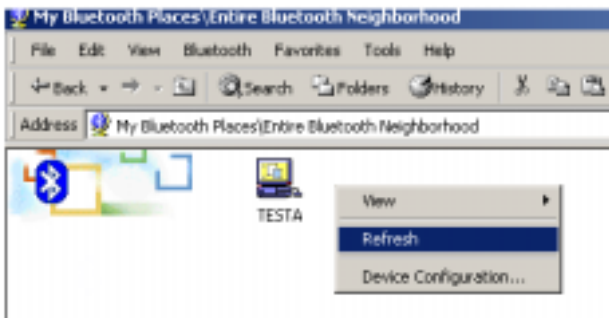 My Bluetooth Places\Entire Bluetooth Neighborhood
File Edit View Bluetooth Favorites Tools Help
Back Search Folders History
Address My Bluetooth Places\Entire Bluetooth Neighborhood
TESTA
View
Refresh
Device Configuration...